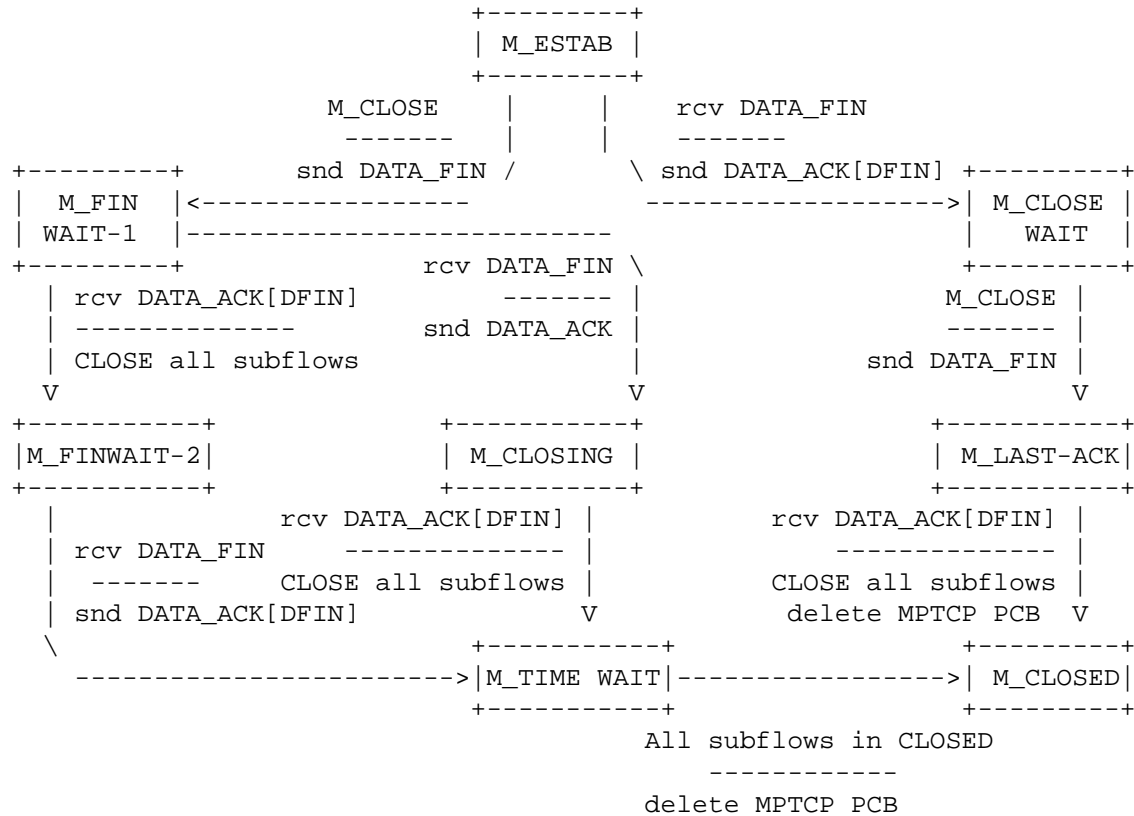 +---------+
                             | M_ESTAB |
                             +---------+
                    M_CLOSE    |     |    rcv DATA_FIN
                     -------   |     |    -------
+---------+       snd DATA_FIN /       \ snd DATA_ACK[DFIN] +---------+
|  M_FIN  |<-----------------           ------------------->| M_CLOSE |
| WAIT-1  |---------------------------                      |   WAIT  |
+---------+               rcv DATA_FIN \                    +---------+
  | rcv DATA_ACK[DFIN]         ------- |                   M_CLOSE |
  | --------------        snd DATA_ACK |                   ------- |
  | CLOSE all subflows                 |              snd DATA_FIN |
  V                                    V                           V
+-----------+              +-----------+                  +-----------+
|M_FINWAIT-2|              | M_CLOSING |                  | M_LAST-ACK|
+-----------+              +-----------+                  +-----------+
  |              rcv DATA_ACK[DFIN] |           rcv DATA_ACK[DFIN] |
  | rcv DATA_FIN     -------------- |               -------------- |
  |  -------     CLOSE all subflows |           CLOSE all subflows |
  | snd DATA_ACK[DFIN]              V            delete MPTCP PCB  V
  \                          +-----------+                  +---------+
    ------------------------>|M_TIME WAIT|----------------->| M_CLOSED|
                             +-----------+                  +---------+
                                        All subflows in CLOSED
                                            ------------
                                        delete MPTCP PCB